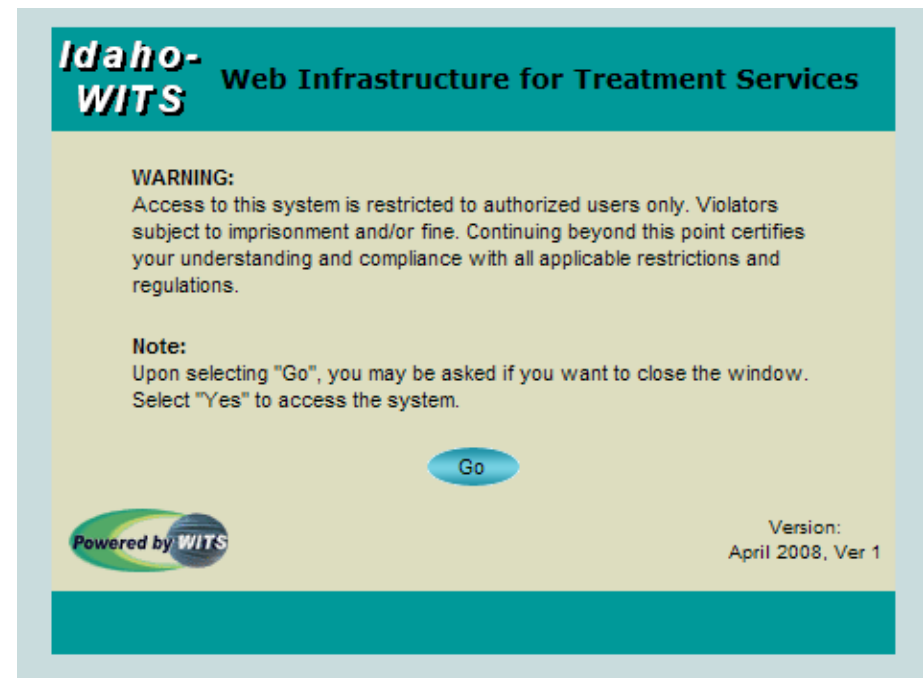 Idaho-
WITS
Web Infrastructure for Treatment Services
WARNING:
Access to this system is restricted to authorized users only. Violators
subject to imprisonment and/or fine. Continuing beyond this point certifies
your understanding and compliance with all applicable restrictions and
regulations.
Note:
Upon selecting "Go", you may be asked if you want to close the window.
Select "Yes" to access the system.
Go
Powered by WITS
Version:
April 2008, Ver 1